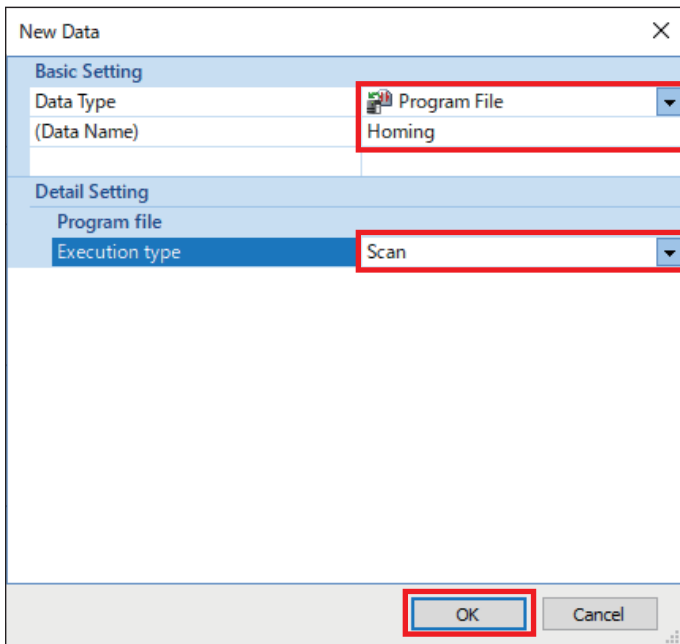 New Data
Basic Setting
Data Type Program File
(Data Name) Homing
Detail Setting
Program file
Execution type Scan
OK Cancel